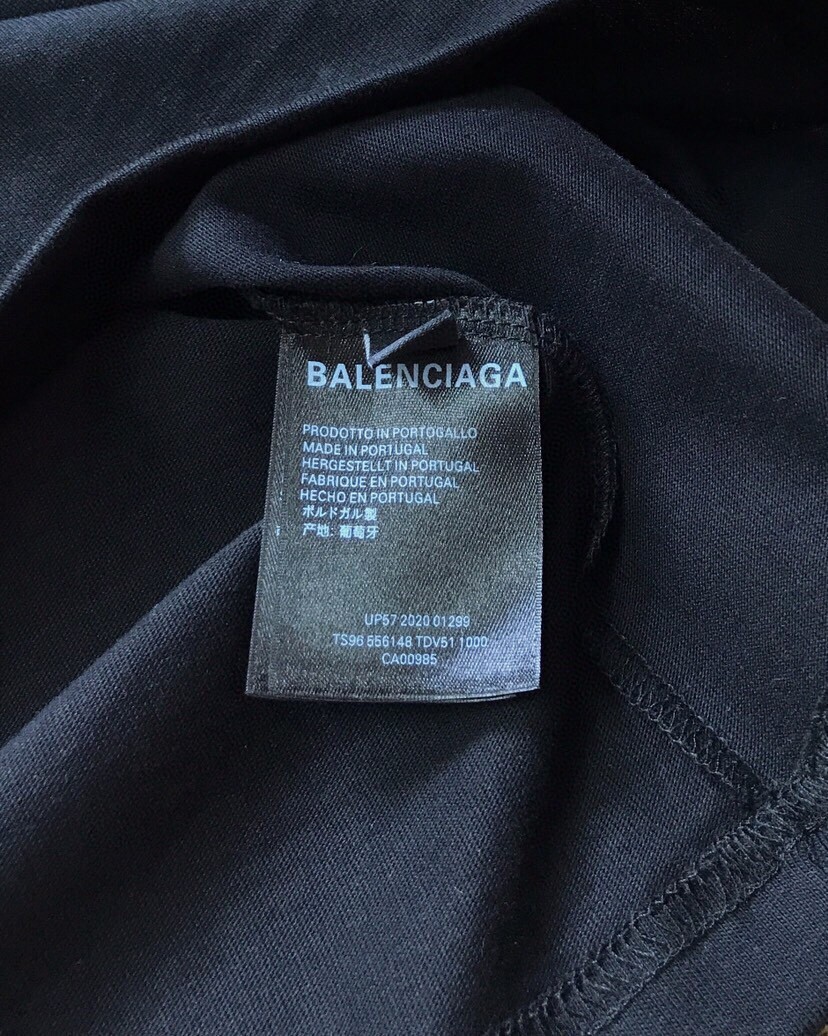 BALENCIAGA
PRODOTTO IN PORTOGALLO
MADE IN PORTUGAL
HERGESTELLT IN PORTUGAL
FABRIQUE EN PORTUGAL
HECHO EN PORTUGAL
ポルトガル製
产地: 葡萄牙
UP57 2020 01299
TS96 556148 TDV51 1000
CA00985